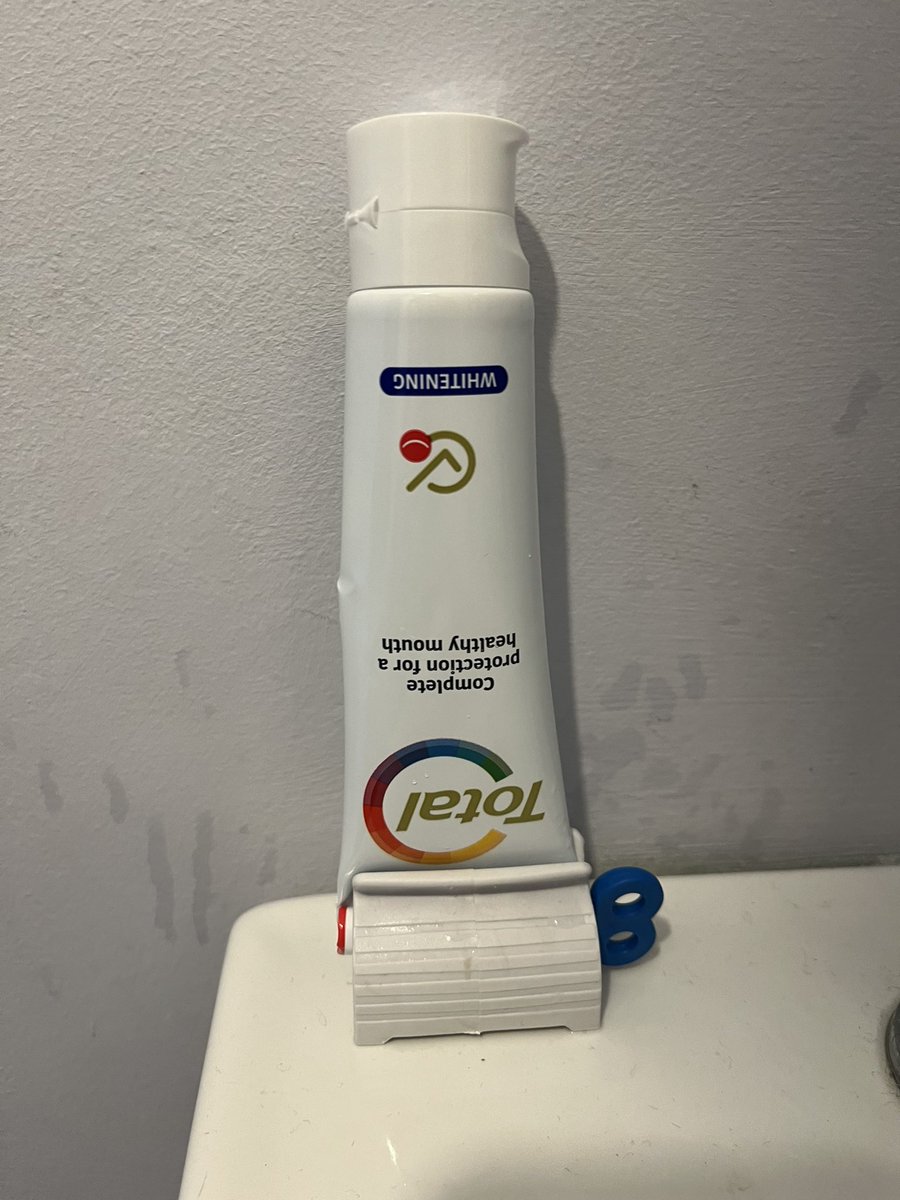 Total
Complete
protection for a
healthy mouth
WHITENING